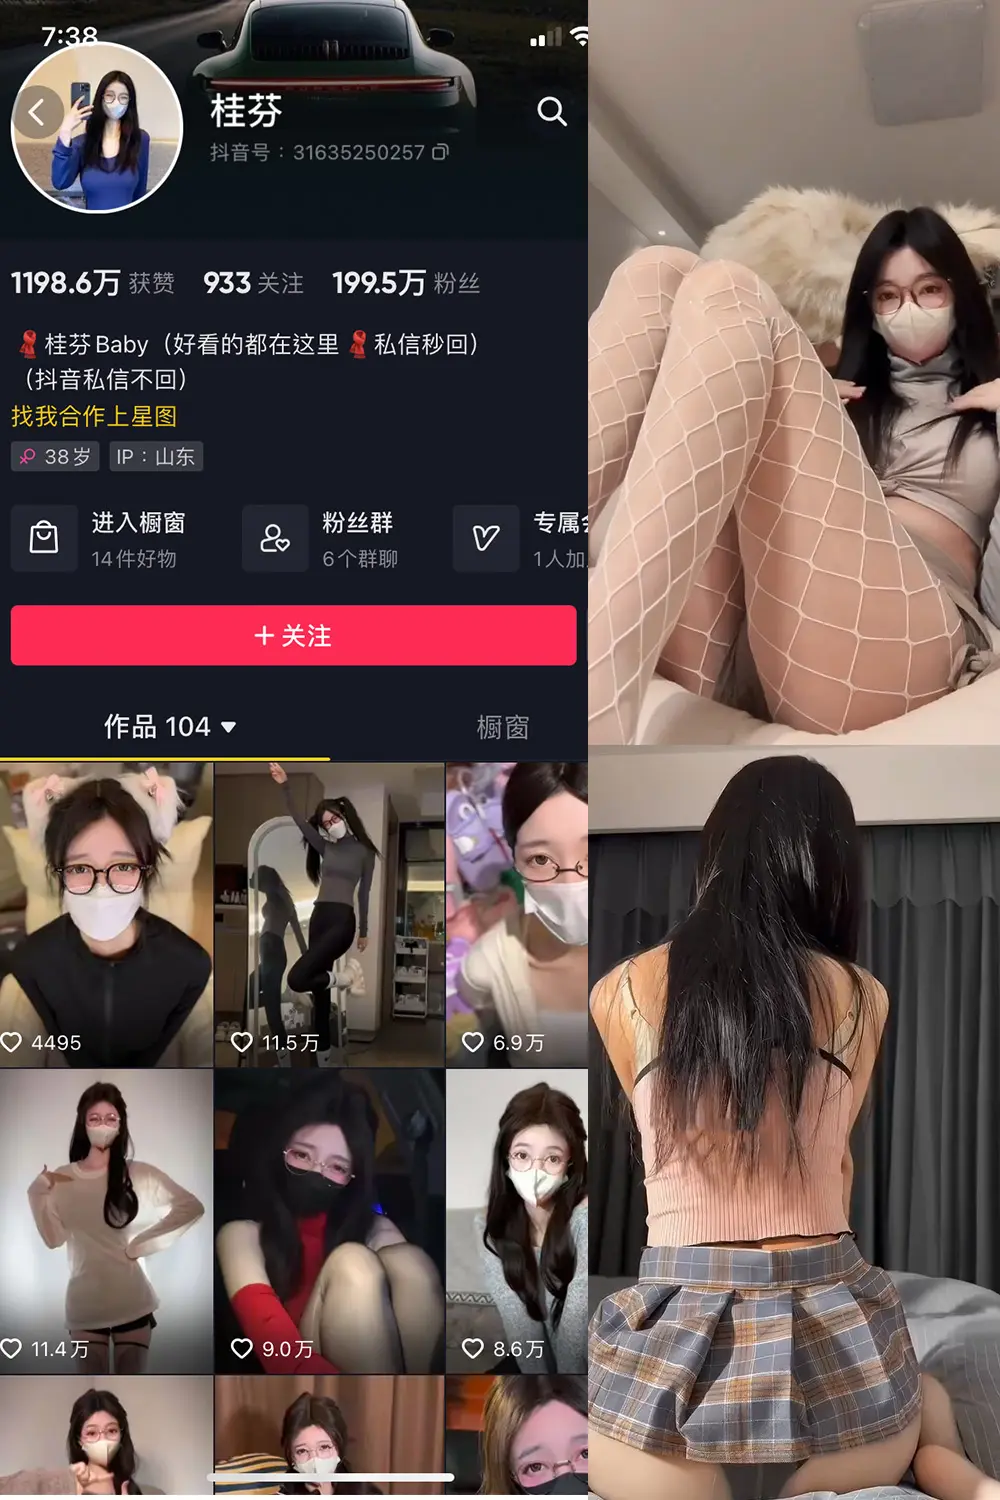 7:38
桂芬
抖音号：31635250257
1198.6万 获赞 933 关注 199.5万 粉丝
桂芬Baby（好看的都在这里 私信秒回）
（抖音私信不回）
找我合作上星图
38岁 IP：山东
进入橱窗 粉丝群
14件好物 6个群聊 1人加
＋关注
作品 104 橱窗
4495 11.5万 6.9万
11.4万 9.0万 8.6万